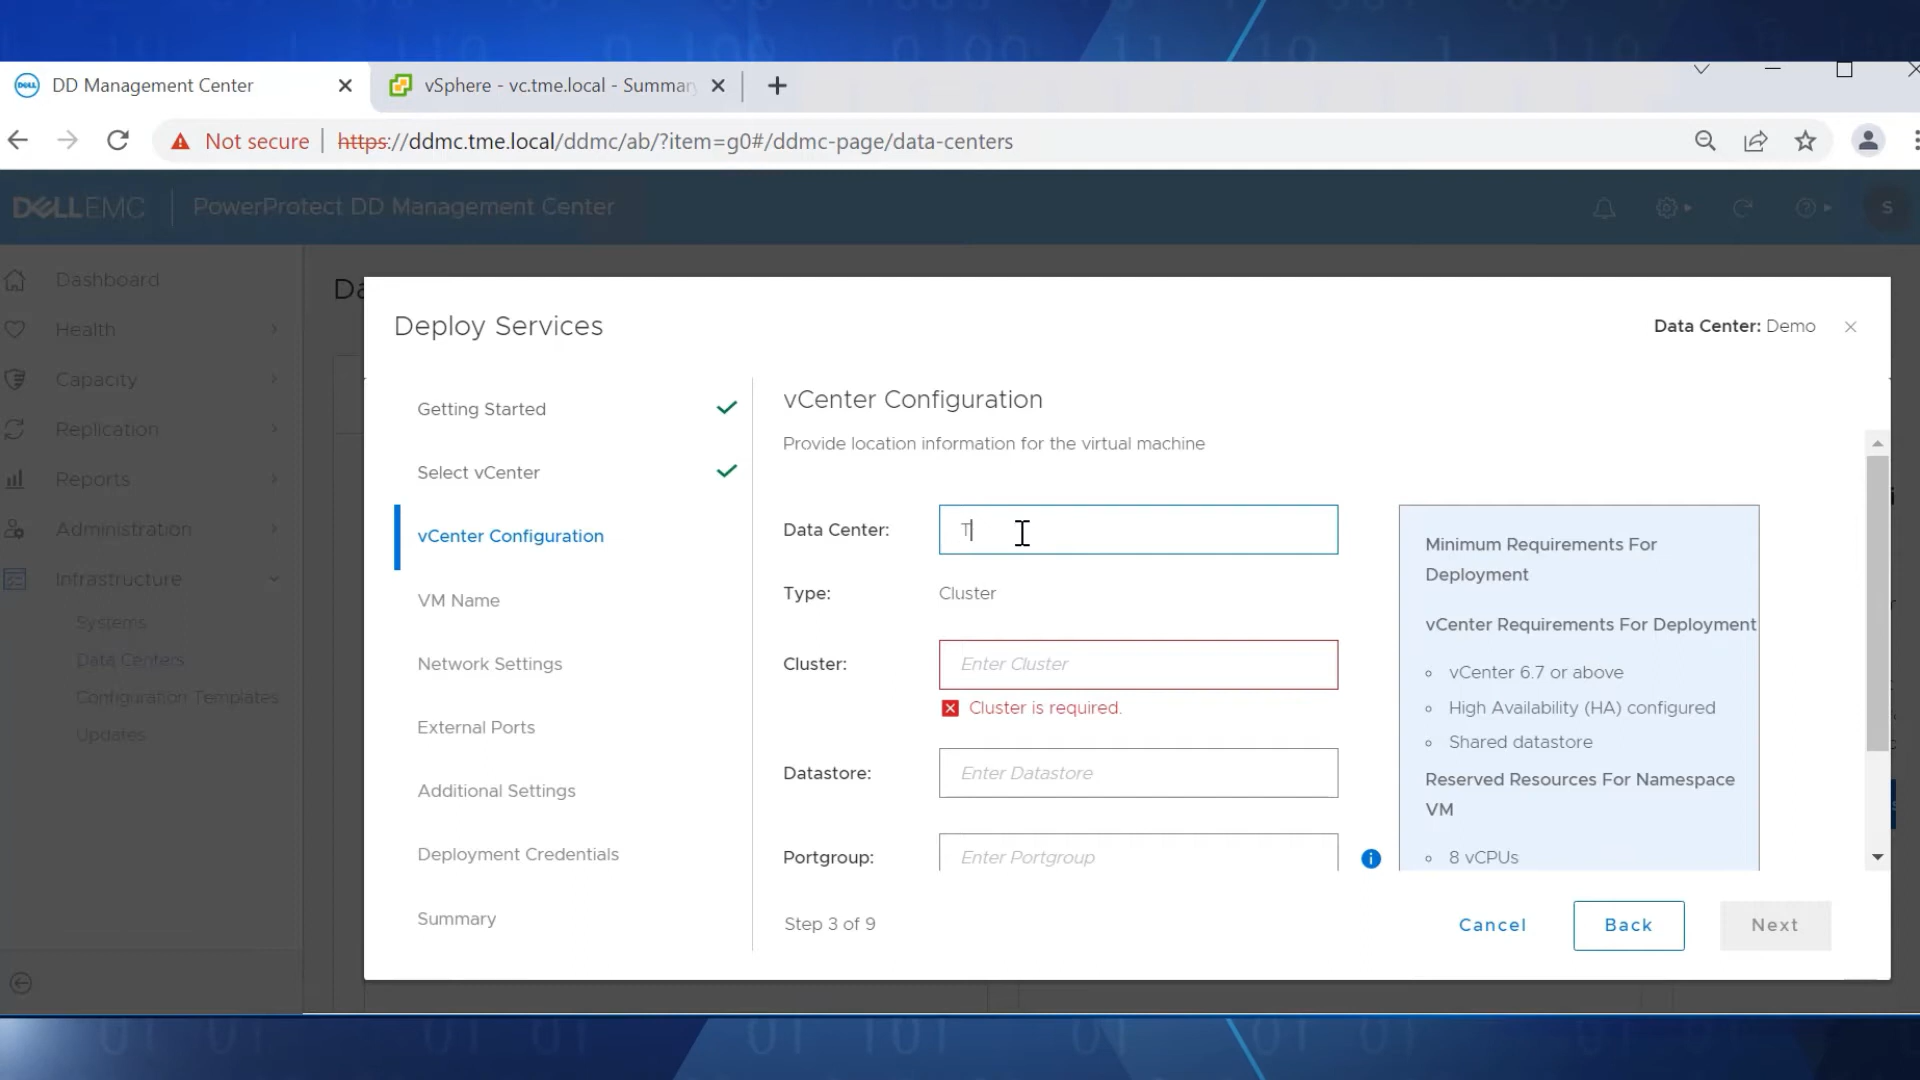 DD Management Center
vSphere - vc.tme.local - Summar
Not secure
https://ddmc.tme.local/ddmc/ab/?item=g0#/ddmc-page/data-centers
DELLEMC
PowerProtect DD Management Center
S
Dashboard
Health
Capacity
Replication
Reports
Administration
Infrastructure
Systems
Data Centers
Configuration Templates
Updates
Da
Deploy Services
Data Center: Demo
Getting Started
Select vCenter
vCenter Configuration
VM Name
Network Settings
External Ports
Additional Settings
Deployment Credentials
Summary
vCenter Configuration
Provide location information for the virtual machine
Data Center:
T
Type:
Cluster
Cluster:
Enter Cluster
Cluster is required.
Datastore:
Enter Datastore
Portgroup:
Enter Portgroup
Minimum Requirements For
Deployment
vCenter Requirements For Deployment
vCenter 6.7 or above
High Availability (HA) configured
Shared datastore
Reserved Resources For Namespace
VM
8 vCPUs
Step 3 of 9
Cancel
Back
Next